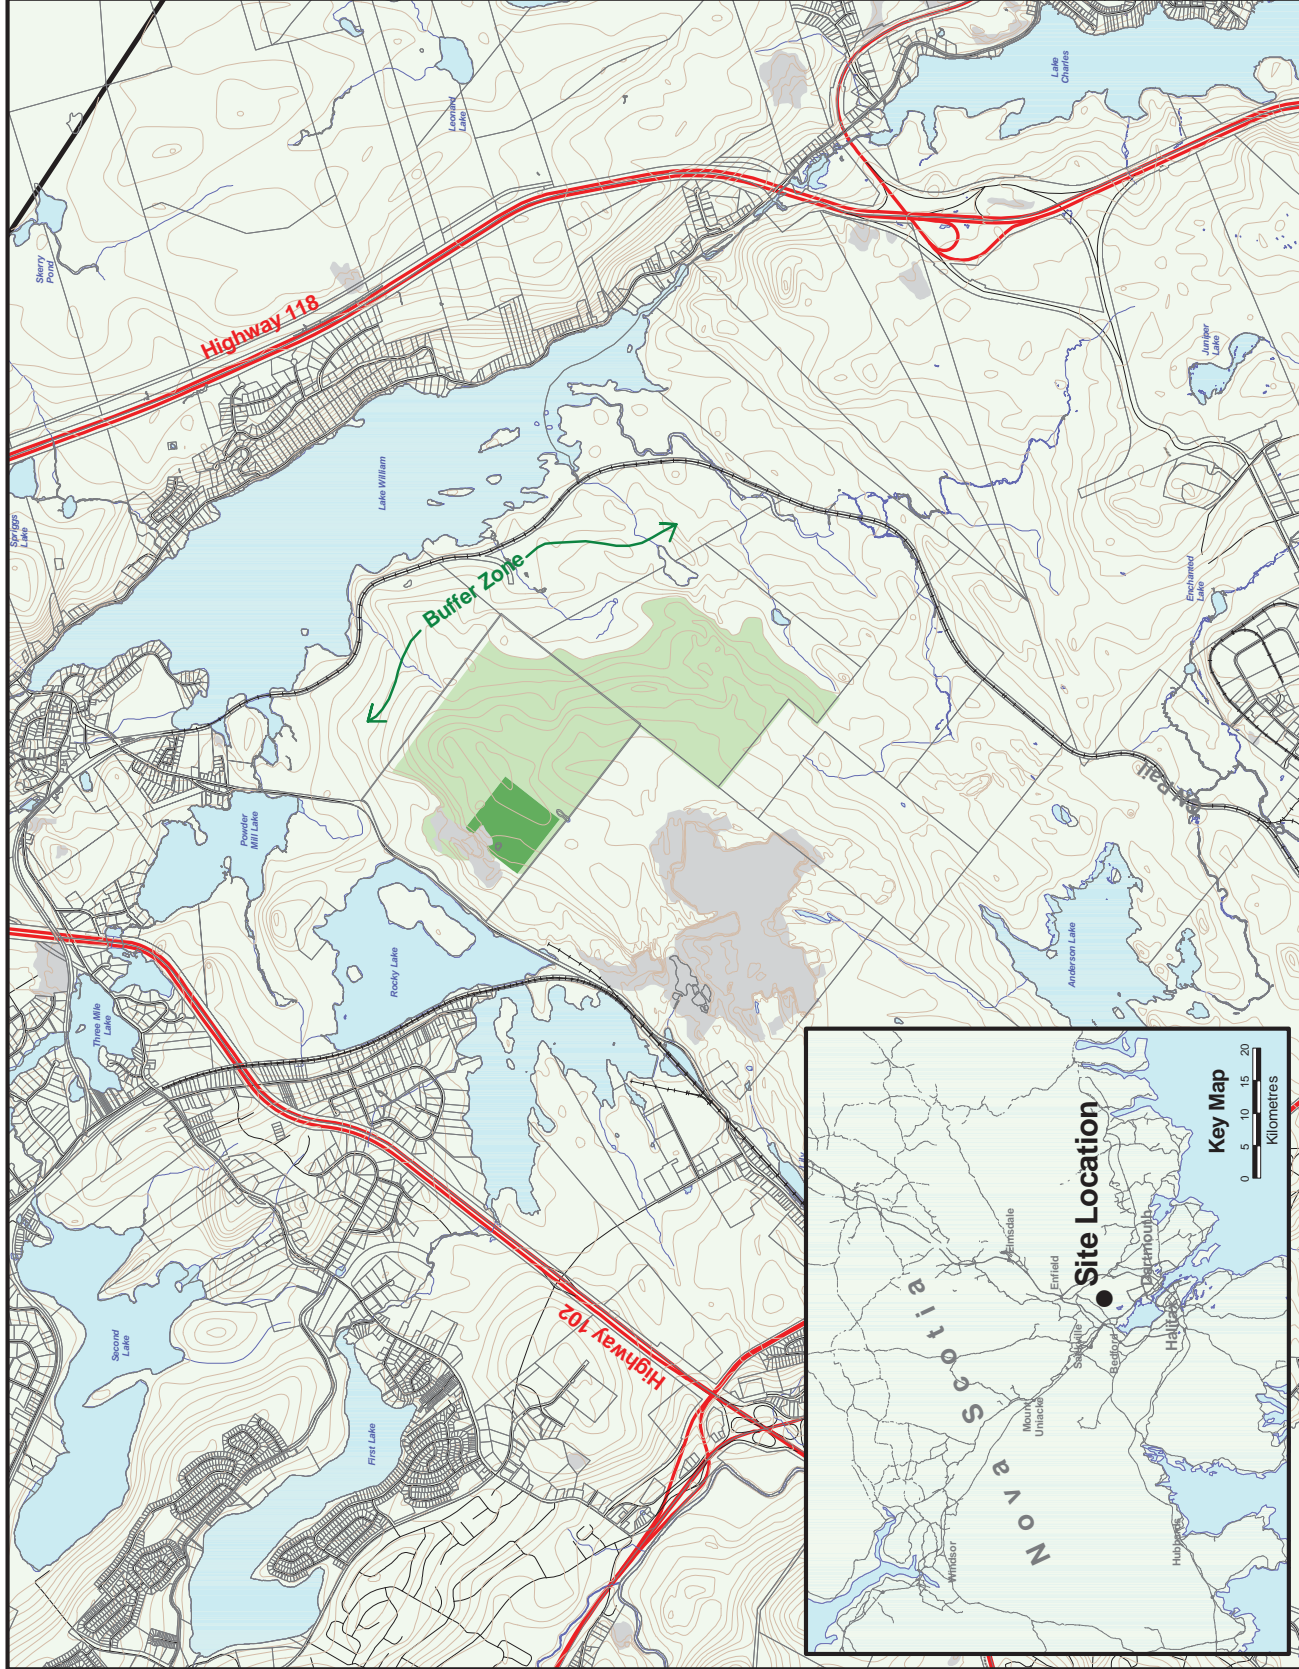 Skerry
Pond
Leonard
Lake
Lake
Charles
Highway 118
Spriggs
Lake
Lake William
Juniper
Lake
Buffer Zone
Enchanted
Lake
Powder
Mill Lake
Rail
Three Mile
Lake
Rocky Lake
Anderson Lake
Second
Lake
First Lake
Highway 102
Lily
Key Map
0 5 10 15 20
Kilometres
Site Location
Nova Scotia
Elmsdale
Enfield
Dartmouth
Halifax
Sackville
Bedford
Mount
Uniacke
Windsor
Hubbards